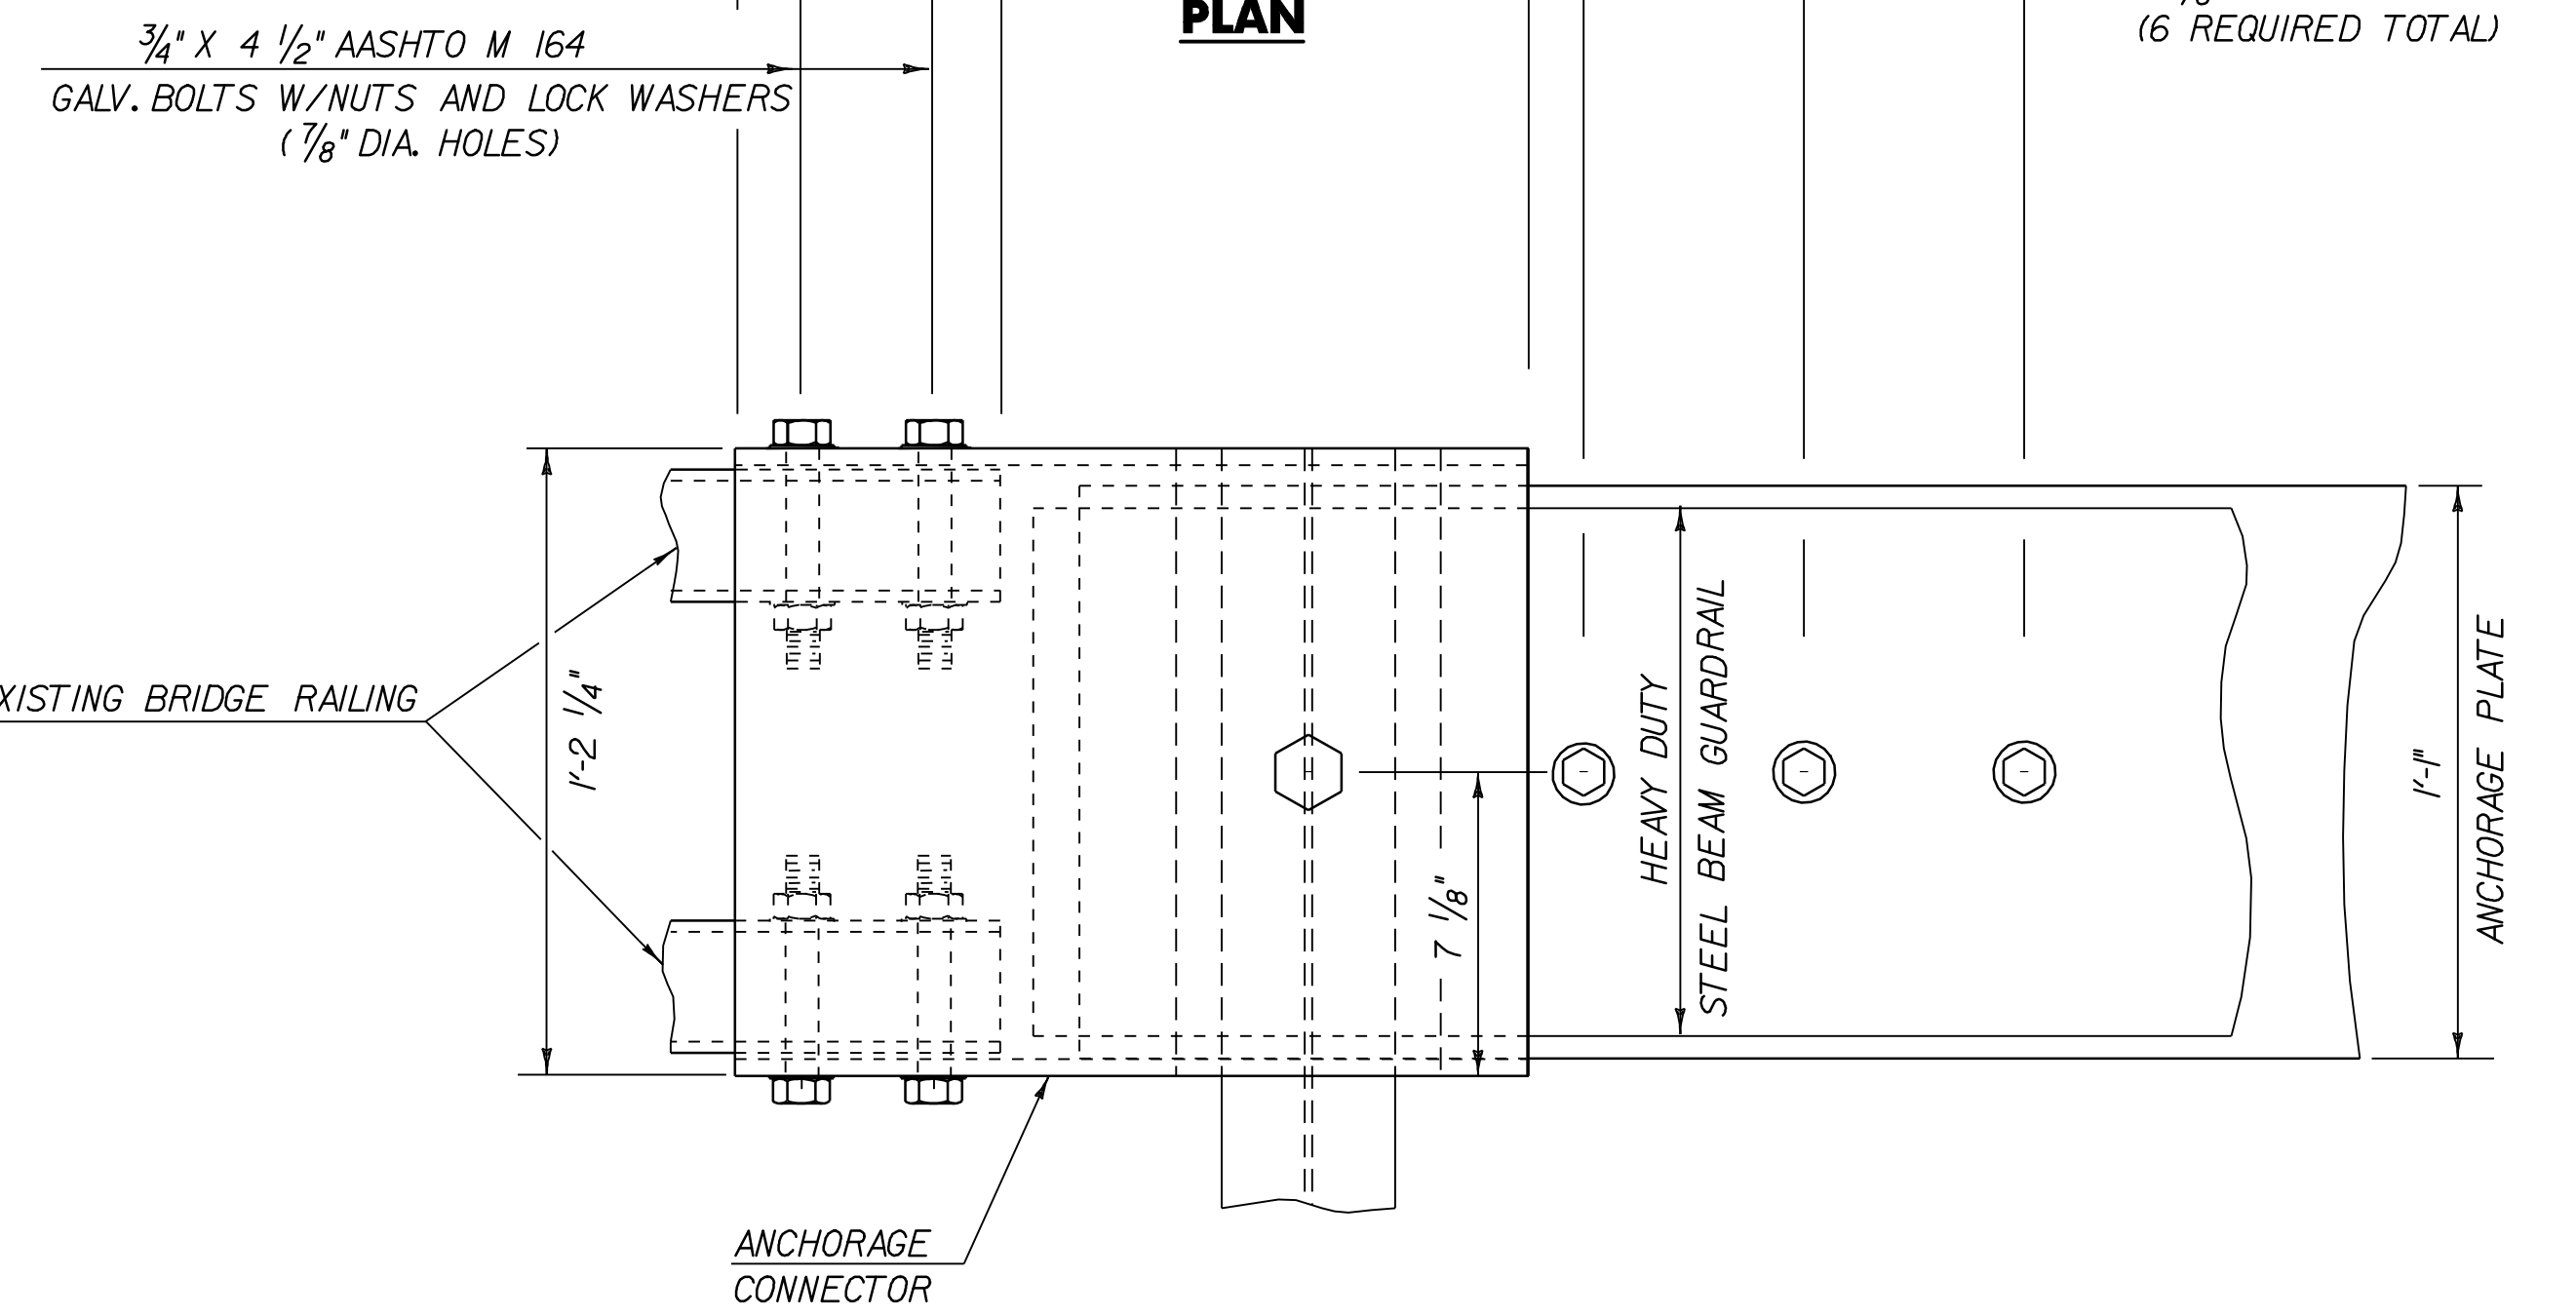 PLAN
3/4" X 4 1/2" AASHTO M 164
GALV. BOLTS W/NUTS AND LOCK WASHERS
(7/8" DIA. HOLES)
(6 REQUIRED TOTAL)
XISTING BRIDGE RAILING
1'-2 1/4"
7 1/8"
HEAVY DUTY
STEEL BEAM GUARDRAIL
1'-1"
ANCHORAGE PLATE
ANCHORAGE
CONNECTOR